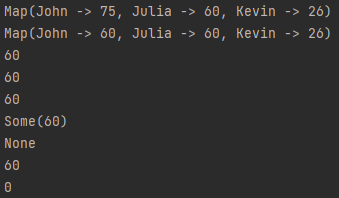 Map(John -> 75, Julia -> 60, Kevin -> 26)
Map(John -> 60, Julia -> 60, Kevin -> 26)
60
60
60
Some(60)
None
60
0